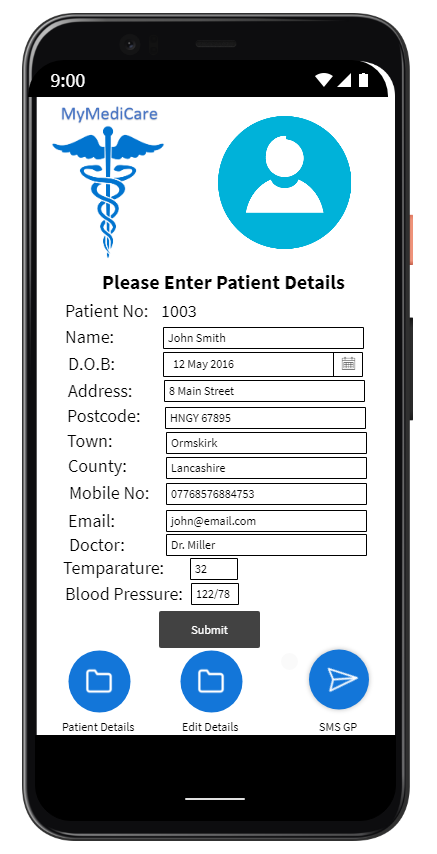 9:00
MyMediCare
Please Enter Patient Details
Patient No: 1003
Name: John Smith
D.O.B: 12 May 2016
Address: 8 Main Street
Postcode: HNGY 67895
Town: Ormskirk
County: Lancashire
Mobile No: 07768576884753
Email: john@email.com
Doctor: Dr. Miller
Temparature: 32
Blood Pressure: 122/78
Submit
Patient Details Edit Details SMS GP